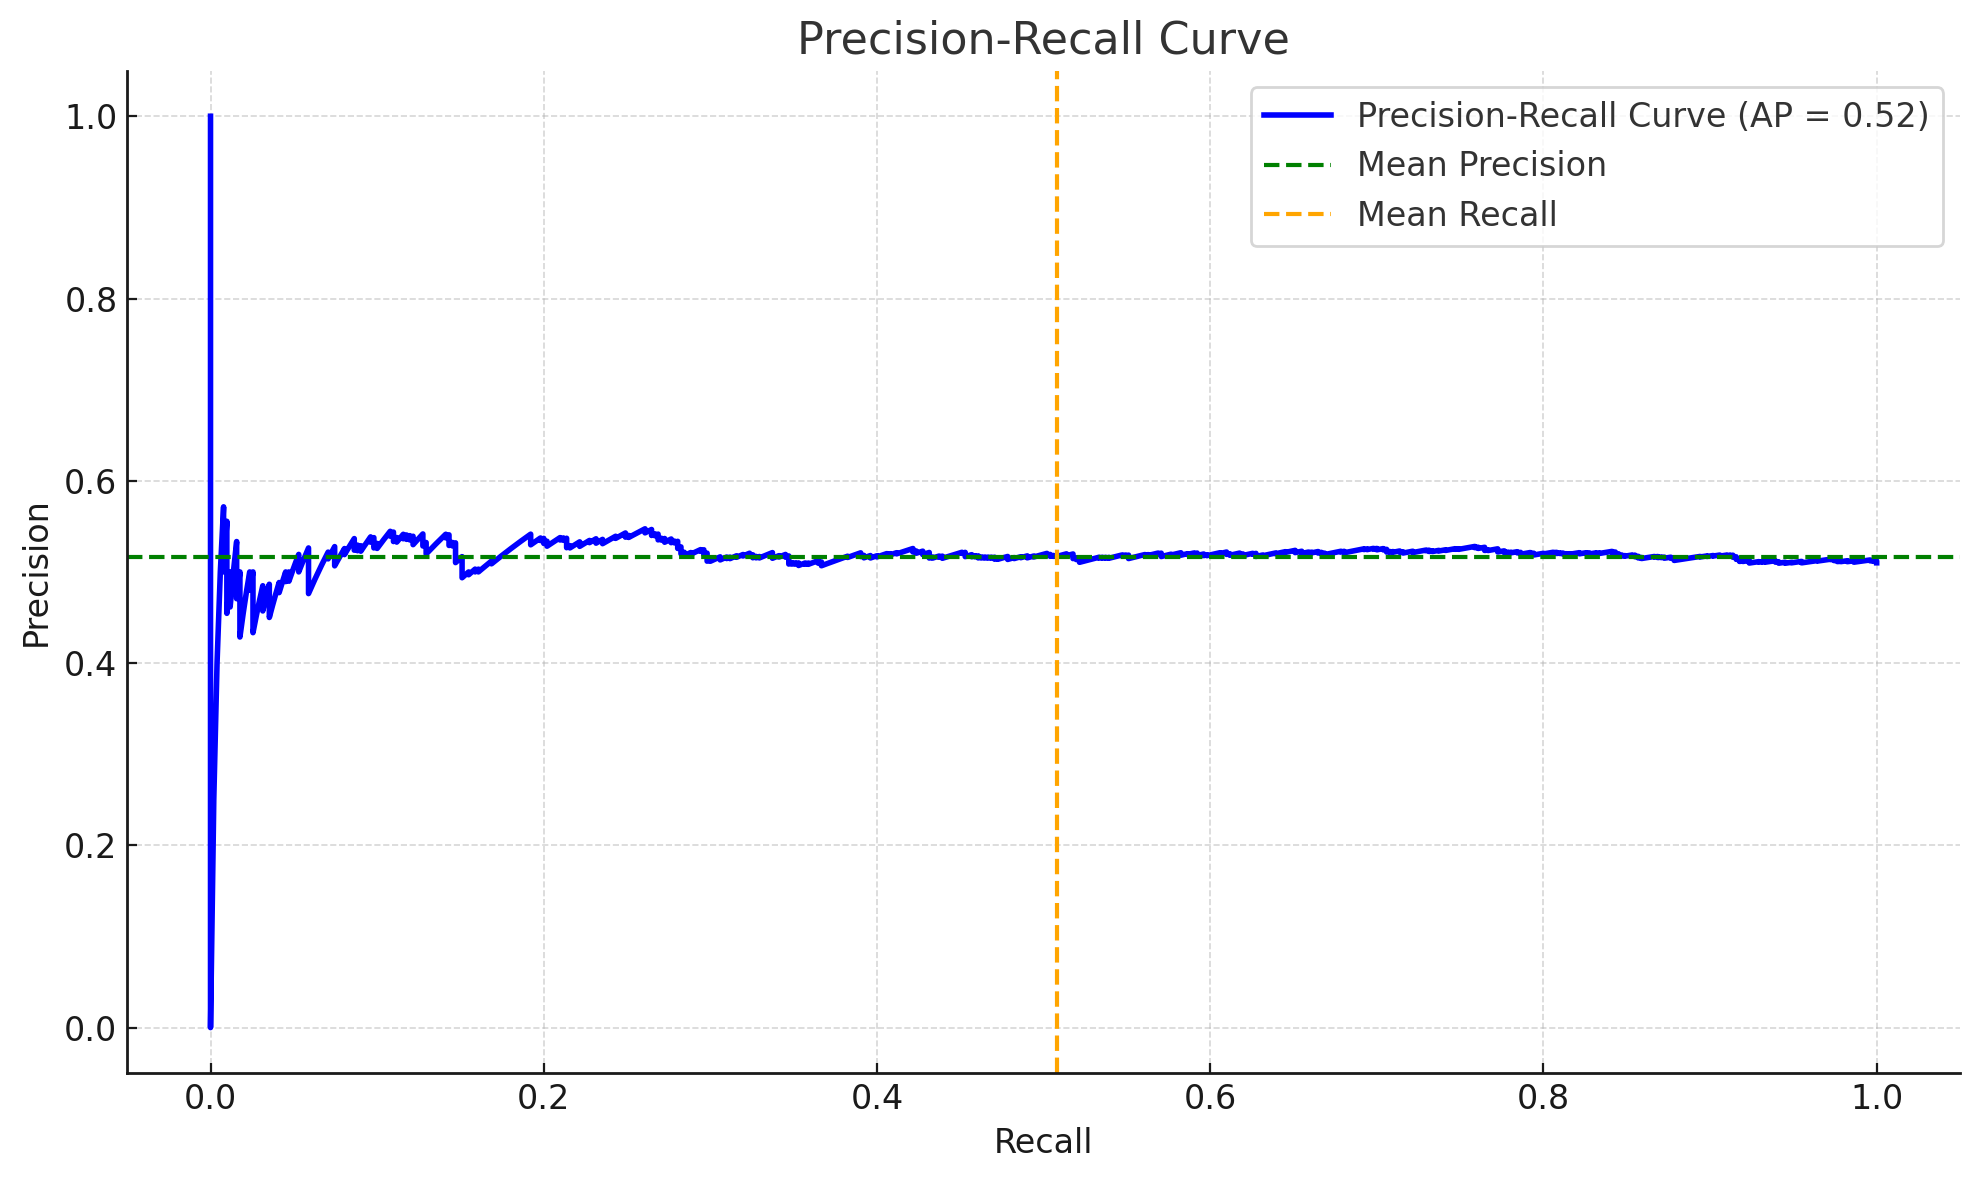 Precision-Recall Curve
Precision-Recall Curve (AP = 0.52)
Mean Precision
Mean Recall
Precision
1.0
0.8
0.6
0.4
0.2
0.0
0.0 0.2 0.4 0.6 0.8 1.0
Recall